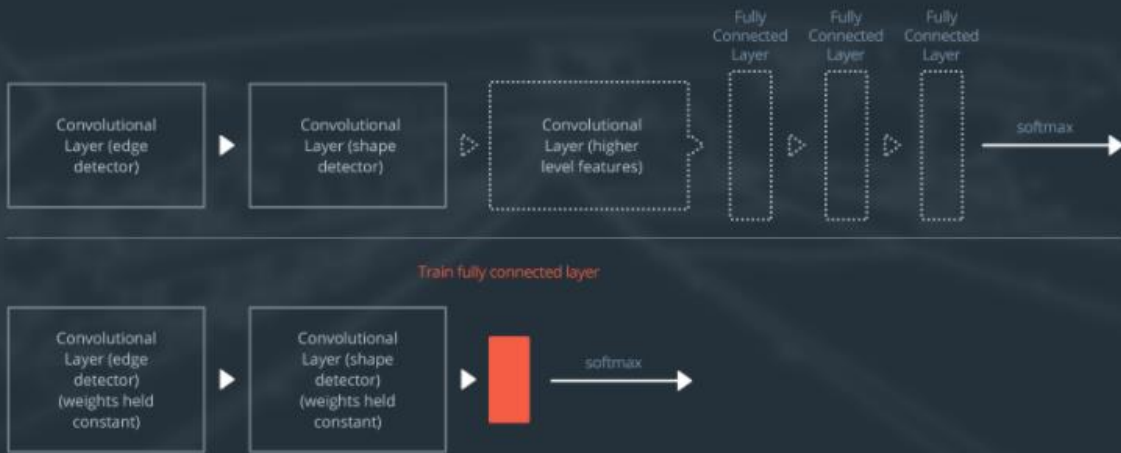 Fully
Connected
Layer
Fully
Connected
Layer
Fully
Connected
Layer
Convolutional
Layer (edge
detector)
Convolutional
Layer (shape
detector)
Convolutional
Layer (higher
level features)
softmax
Train fully connected layer
Convolutional
Layer (edge
detector)
(weights held
constant)
Convolutional
Layer (shape
detector)
(weights held
constant)
softmax